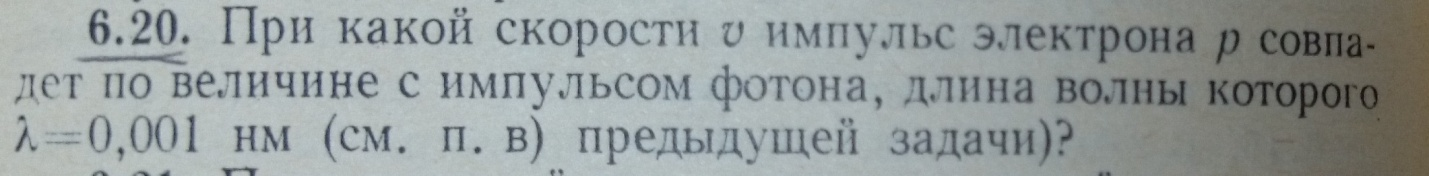 6.20. При какой скорости υ импульс электрона p совпа-
дет по величине с импульсом фотона, длина волны которого
λ=0,001 нм (см. п. в) предыдущей задачи)?